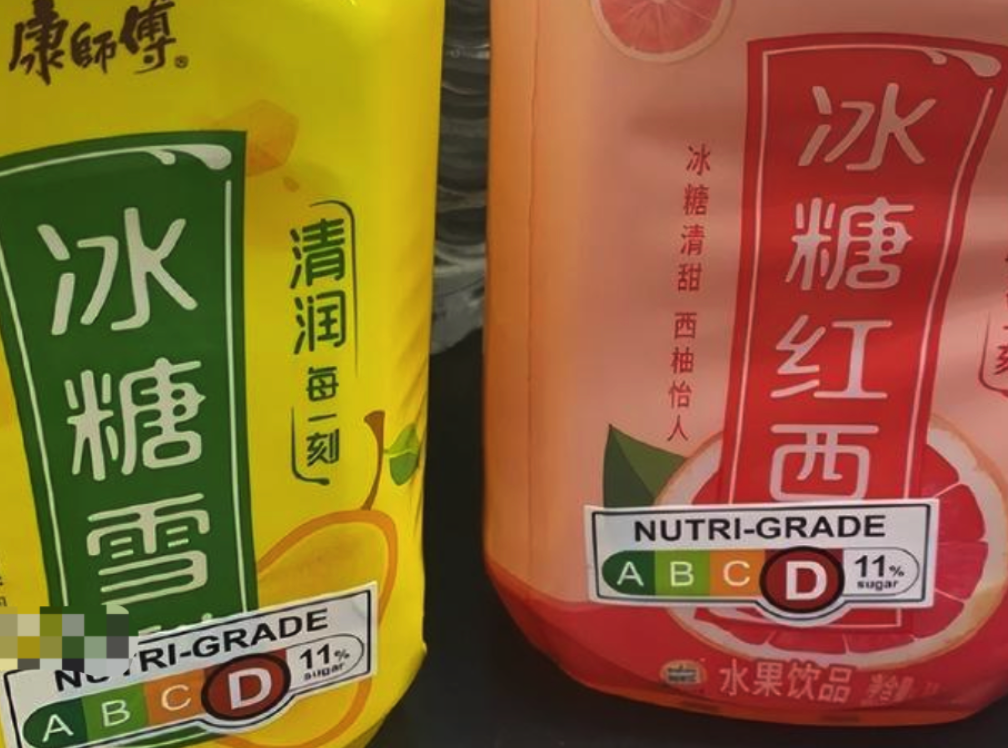 康師傅®
冰糖雪
清润
每一刻
NUTRI-GRADE
A B C D 11% sugar
冰糖清甜 西柚怡人
冰糖红西
NUTRI-GRADE
A B C D 11% sugar
水果饮品